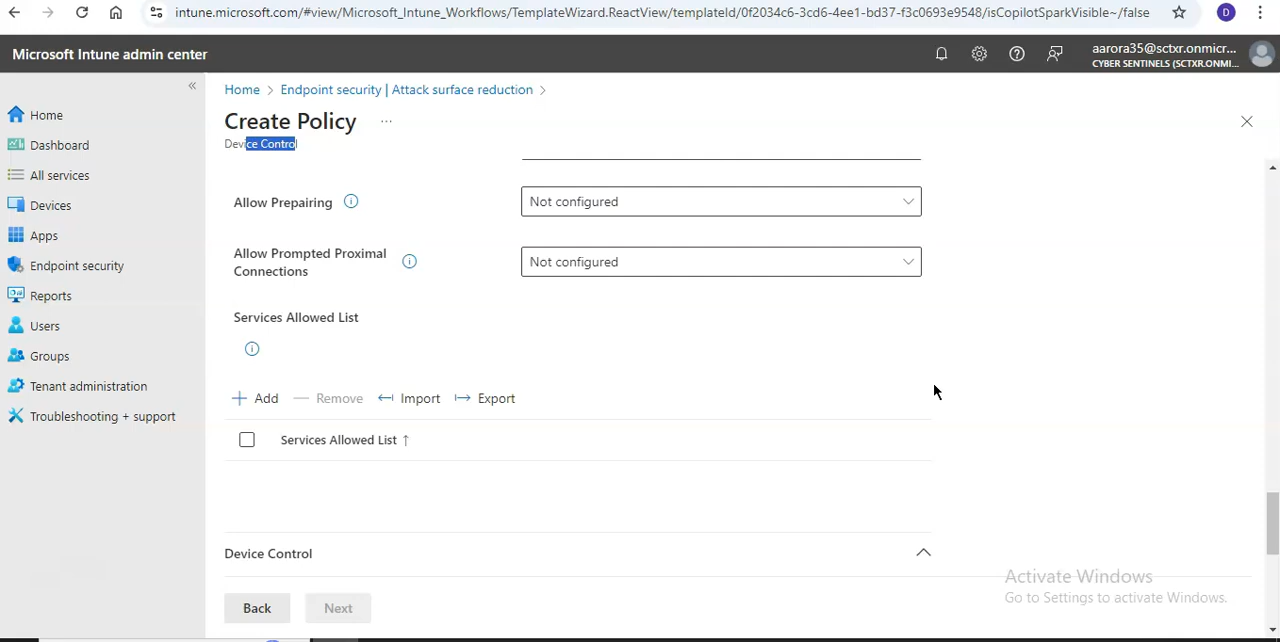 intune.microsoft.com/#view/Microsoft_Intune_Workflows/TemplateWizard.ReactView/templateId/0f2034c6-3cd6-4ee1-bd37-f3c0693e9548/isCopilotSparkVisible~/false
D
Microsoft Intune admin center
aarora35@sctxr.onmicr...
CYBER SENTINELS (SCTXR.ONMI...
Home > Endpoint security | Attack surface reduction >
Create Policy ...
Device Control
Home
Dashboard
All services
Devices
Apps
Endpoint security
Reports
Users
Groups
Tenant administration
Troubleshooting + support
Allow Prepairing
Not configured
Allow Prompted Proximal
Connections
Not configured
Services Allowed List
Add Remove Import Export
Services Allowed List ↑
Device Control
Back Next
Activate Windows
Go to Settings to activate Windows.